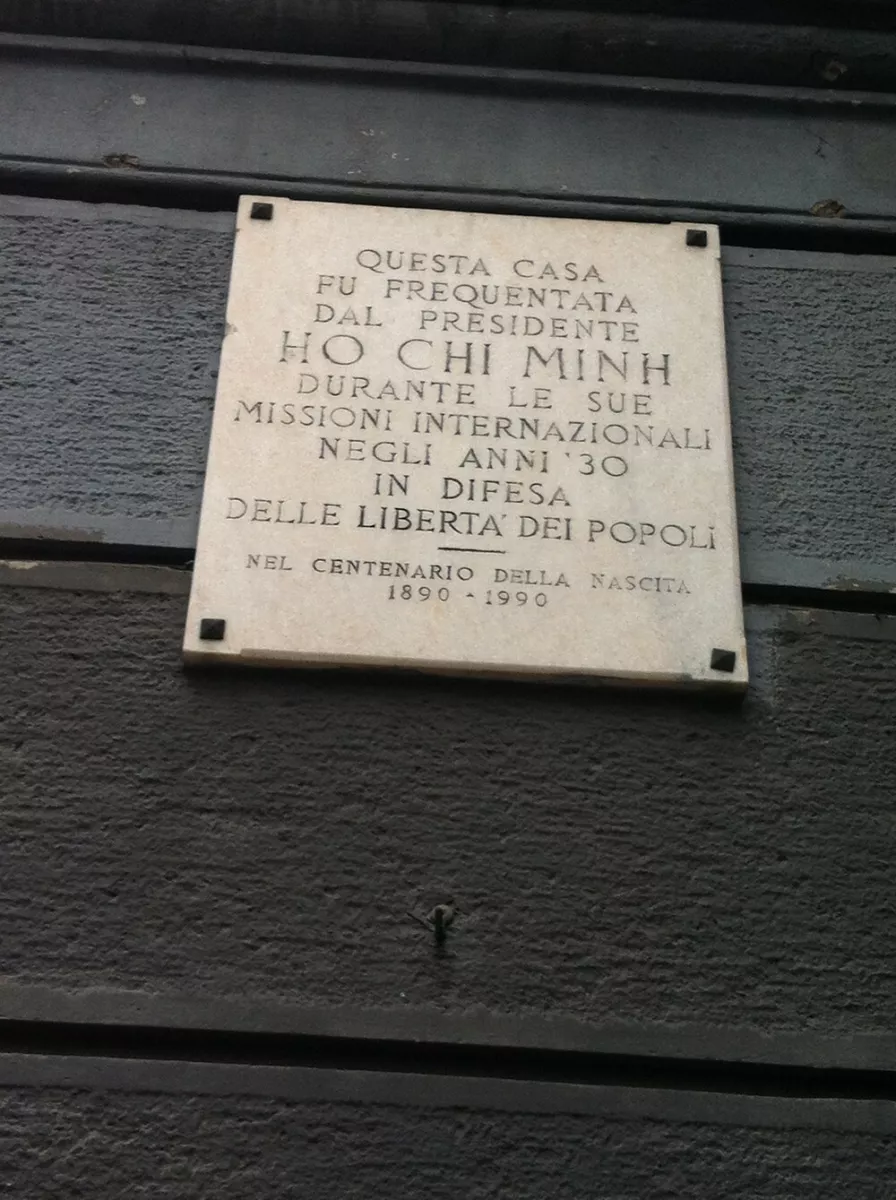 QUESTA CASA
FU FREQUENTATA
DAL PRESIDENTE
HO CHI MINH
DURANTE LE SUE
MISSIONI INTERNAZIONALI
NEGLI ANNI '30
IN DIFESA
DELLE LIBERTA' DEI POPOLI
NEL CENTENARIO DELLA NASCITA
1890 - 1990